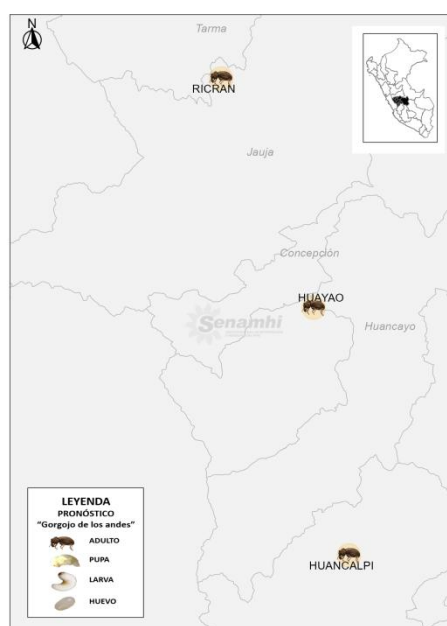 N
Tarma
RICRAN
Jauja
Concepción
HUAYAO
Senamhi
Huancayo
HUANCALPI
LEYENDA
PRONÓSTICO
"Gorgojo de los andes"
ADULTO
PUPA
LARVA
HUEVO